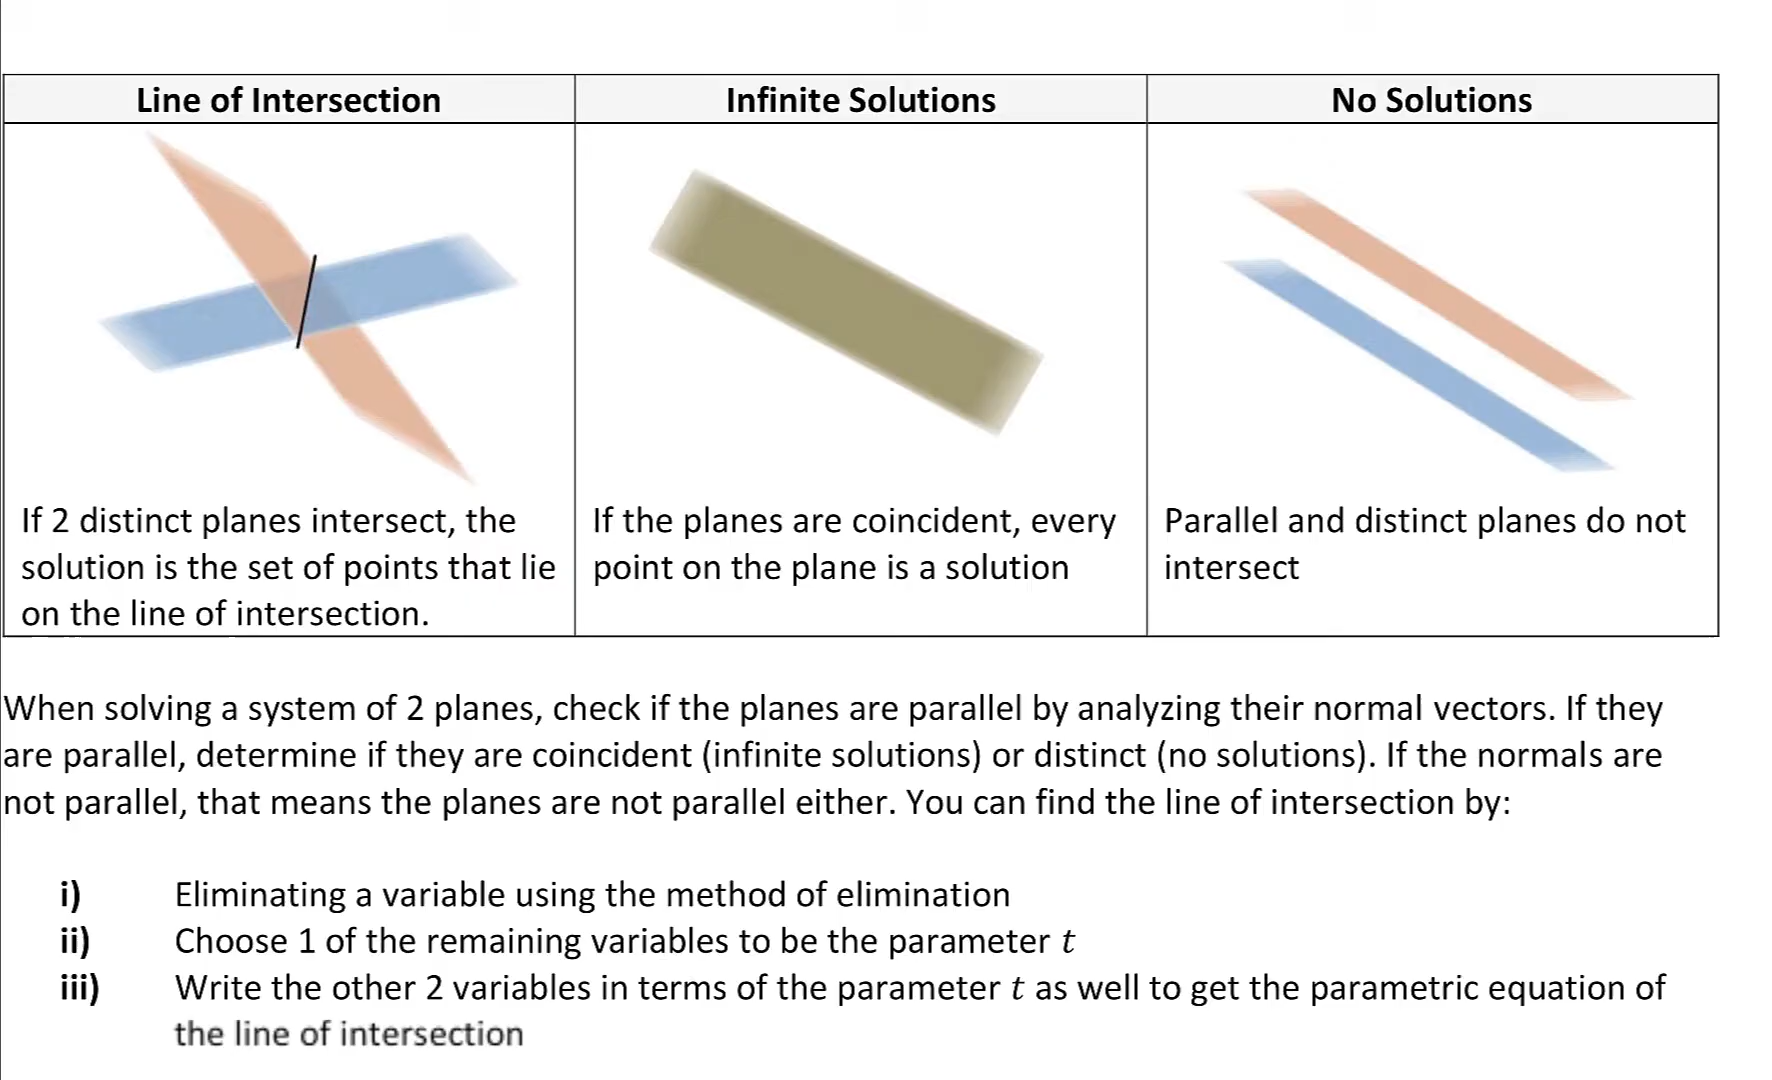 Line of Intersection
Infinite Solutions
No Solutions
If 2 distinct planes intersect, the
solution is the set of points that lie
on the line of intersection.
If the planes are coincident, every
point on the plane is a solution
Parallel and distinct planes do not
intersect
When solving a system of 2 planes, check if the planes are parallel by analyzing their normal vectors. If they
are parallel, determine if they are coincident (infinite solutions) or distinct (no solutions). If the normals are
not parallel, that means the planes are not parallel either. You can find the line of intersection by:
i) Eliminating a variable using the method of elimination
ii) Choose 1 of the remaining variables to be the parameter t
iii) Write the other 2 variables in terms of the parameter t as well to get the parametric equation of
the line of intersection